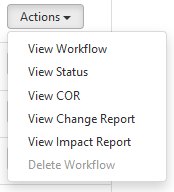 Actions
View Workflow
View Status
View COR
View Change Report
View Impact Report
Delete Workflow